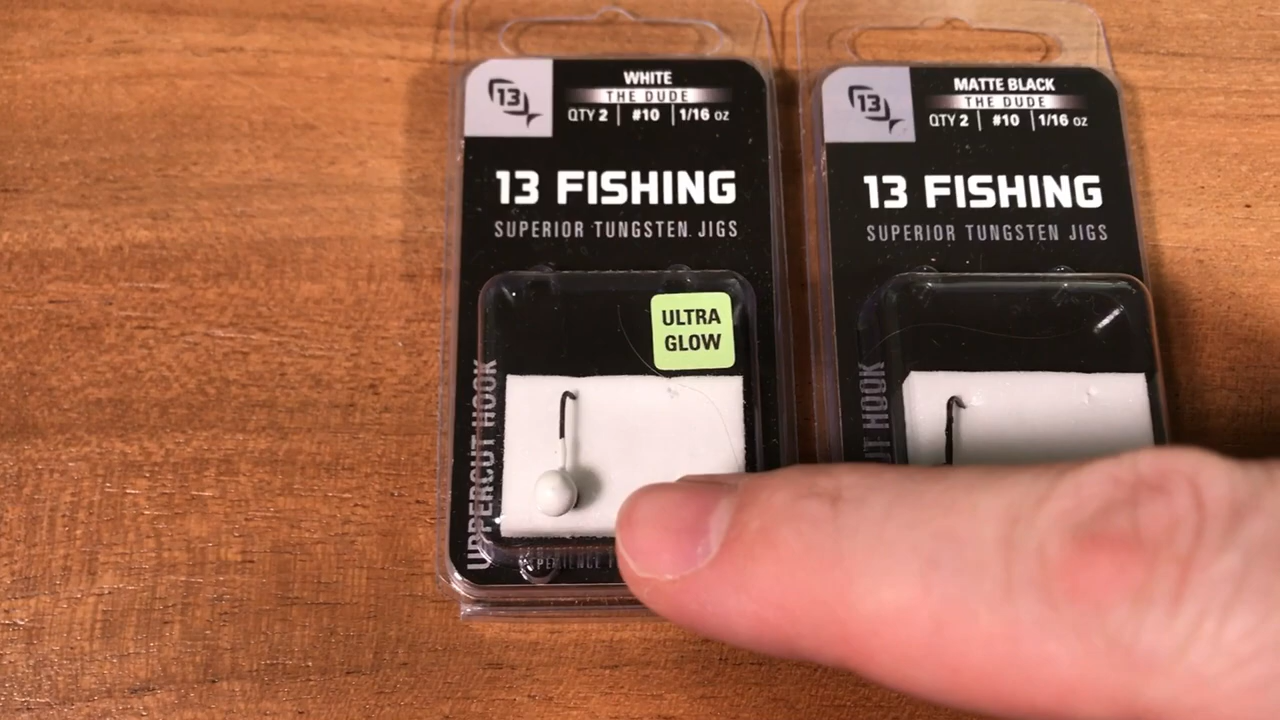 13
WHITE
THE DUDE
QTY 2 | #10 | 1/16 oz
13 FISHING
SUPERIOR TUNGSTEN JIGS
ULTRA
GLOW
UPPERCUT HOOK
13
MATTE BLACK
THE DUDE
QTY 2 | #10 | 1/16 oz
13 FISHING
SUPERIOR TUNGSTEN JIGS
HOOK